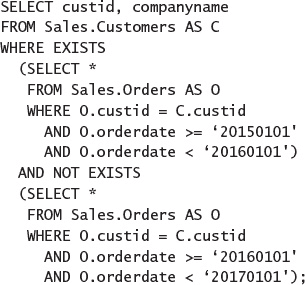 SELECT custid, companyname
FROM Sales.Customers AS C
WHERE EXISTS
(SELECT *
FROM Sales.Orders AS O
WHERE O.custid = C.custid
AND O.orderdate >= ‘20150101'
AND O.orderdate < ‘20160101')
AND NOT EXISTS
(SELECT *
FROM Sales.Orders AS O
WHERE O.custid = C.custid
AND O.orderdate >= ‘20160101'
AND O.orderdate < ‘20170101');